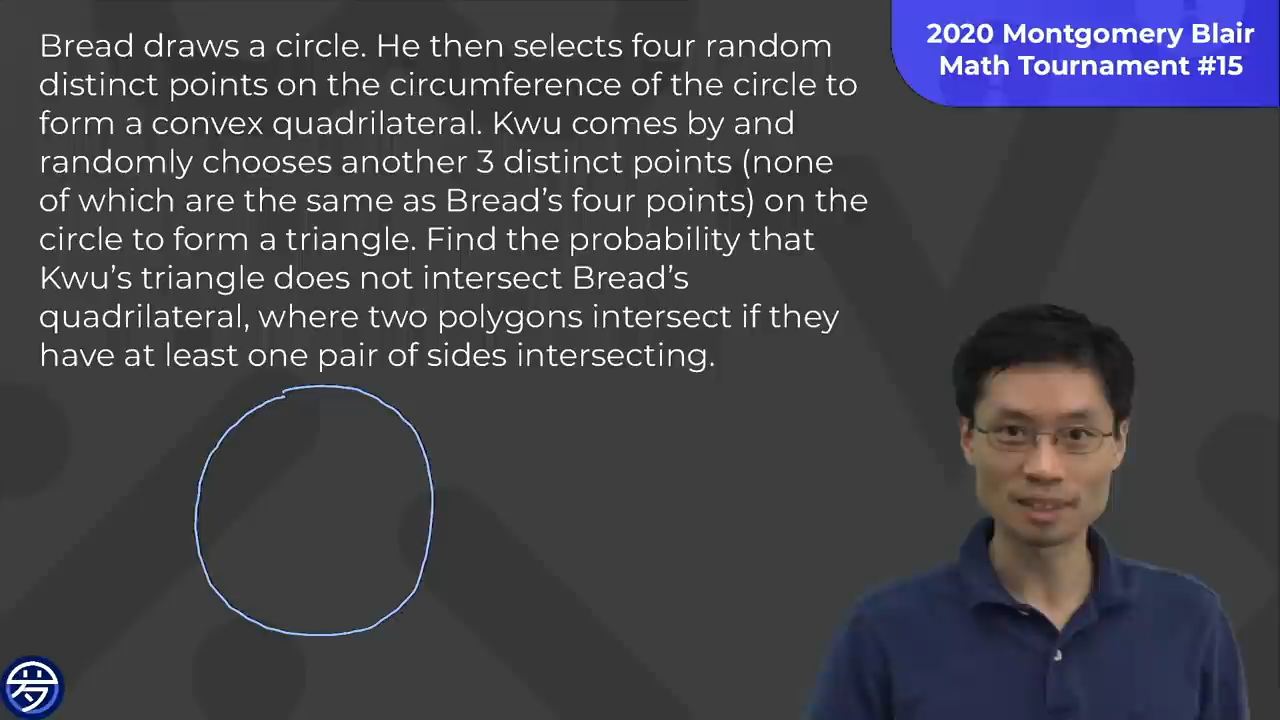 Bread draws a circle. He then selects four random
distinct points on the circumference of the circle to
form a convex quadrilateral. Kwu comes by and
randomly chooses another 3 distinct points (none
of which are the same as Bread's four points) on the
circle to form a triangle. Find the probability that
Kwu's triangle does not intersect Bread's
quadrilateral, where two polygons intersect if they
have at least one pair of sides intersecting.
2020 Montgomery Blair
Math Tournament #15